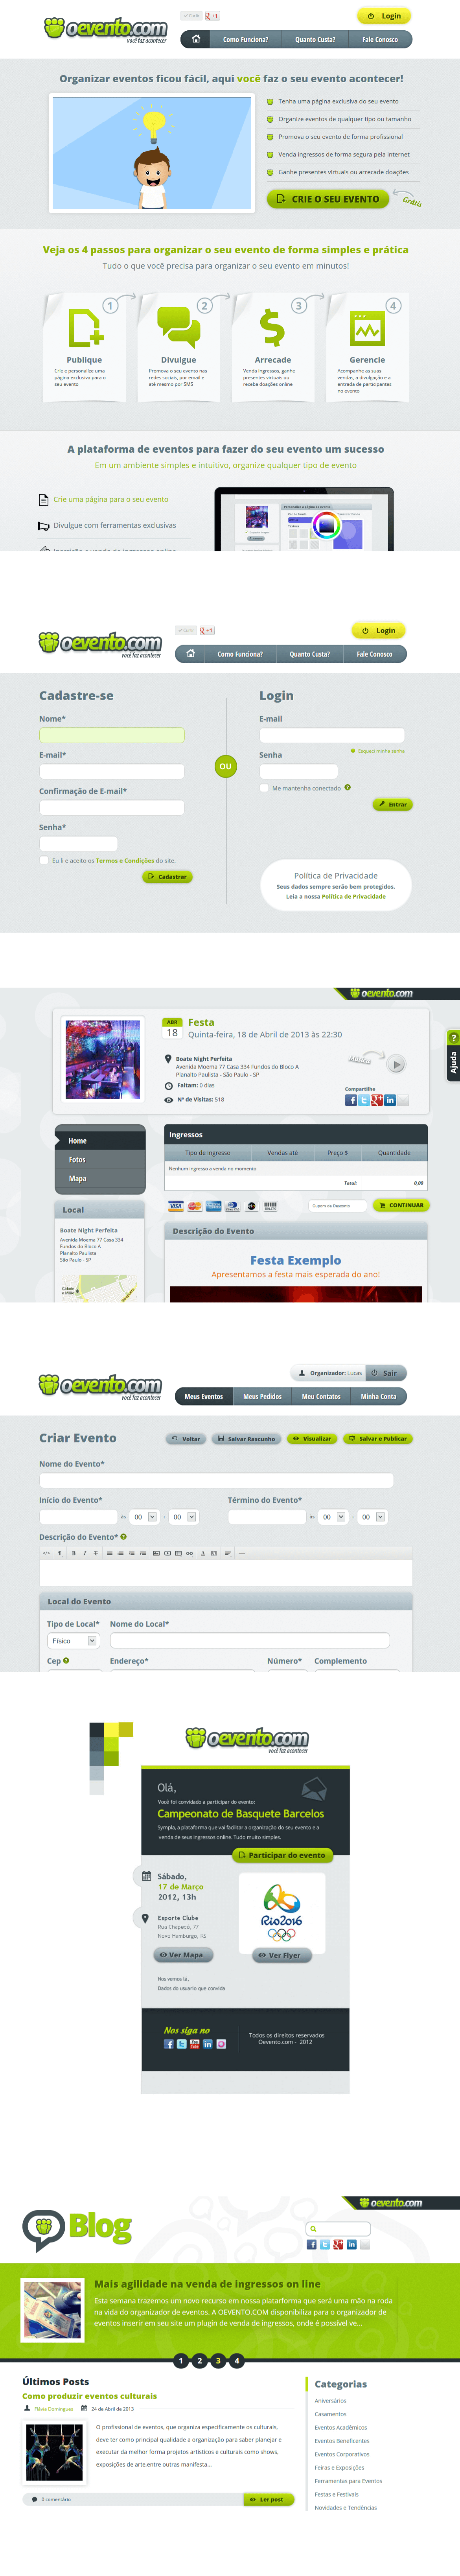 oevento.com
você faz acontecer
Curtir
+1
Login
Como Funciona?
Quanto Custa?
Fale Conosco
Organizar eventos ficou fácil, aqui você faz o seu evento acontecer!
Tenha uma página exclusiva do seu evento
Organize eventos de qualquer tipo ou tamanho
Promova o seu evento de forma profissional
Venda ingressos de forma segura pela internet
Ganhe presentes virtuais ou arrecade doações
CRIE O SEU EVENTO
Grátis
Veja os 4 passos para organizar o seu evento de forma simples e prática
Tudo o que você precisa para organizar o seu evento em minutos!
1
2
3
4
Publique
Divulgue
Arrecade
Gerencie
Crie e personalize uma
página exclusiva para o
seu evento
Promova o seu evento nas
redes sociais, por email e
até mesmo por SMS
Venda ingressos, ganhe
presentes virtuais ou
receba doações online
Acompanhe as suas
vendas, a divulgação e a
entrada de participantes
no evento
A plataforma de eventos para fazer do seu evento um sucesso
Em um ambiente simples e intuitivo, organize qualquer tipo de evento
Crie uma página para o seu evento
Divulgue com ferramentas exclusivas
oevento.com
você faz acontecer
Curtir
+1
Login
Como Funciona?
Quanto Custa?
Fale Conosco
Cadastre-se
Login
Nome*
E-mail
E-mail*
Esqueci minha senha
Senha
Confirmação de E-mail*
OU
Me mantenha conectado
Entrar
Senha*
Eu li e aceito os Termos e Condições do site.
Cadastrar
Política de Privacidade
Seus dados sempre serão bem protegidos.
Leia a nossa Política de Privacidade
oevento.com
ABR
18
Festa
Quinta-feira, 18 de Abril de 2013 às 22:30
Ajuda
Boate Night Perfeita
Avenida Moema 77 Casa 334 Fundos do Bloco A
Planalto Paulista - São Paulo - SP
Faltam: 0 dias
Nº de Visitas: 518
Compartilhe
Home
Fotos
Mapa
Ingressos
Tipo de ingresso
Vendas até
Preço $
Quantidade
Nenhum ingresso a venda no momento
Total:
0,00
VISA
Cupom de Desconto
CONTINUAR
Local
Boate Night Perfeita
Avenida Moema 77 Casa 334
Fundos do Bloco A
Planalto Paulista
São Paulo - SP
Descrição do Evento
Festa Exemplo
Apresentamos a festa mais esperada do ano!
oevento.com
você faz acontecer
Organizador: Lucas
Sair
Meus Eventos
Meus Pedidos
Meu Contatos
Minha Conta
Criar Evento
Voltar
Salvar Rascunho
Visualizar
Salvar e Publicar
Nome do Evento*
Início do Evento*
Término do Evento*
às
00
:
00
às
00
:
00
Descrição do Evento*
Local do Evento
Tipo de Local*
Nome do Local*
Físico
Cep
Endereço*
Número*
Complemento
oevento.com
você faz acontecer
Olá,
Você foi convidado a participar do evento:
Campeonato de Basquete Barcelos
Sympla, a plataforma que vai facilitar a organização do seu evento e a
venda de seus ingressos online. Tudo muito simples.
Participar do evento
Sábado,
17 de Março
2012, 13h
Esporte Clube
Rua Chapecó, 77
Novo Hamburgo, RS
Rio2016
Ver Mapa
Ver Flyer
Nos vemos lá,
Dados do usuario que convida
Nos siga no
Todos os direitos reservados
Oevento.com - 2012
oevento.com
Blog
Mais agilidade na venda de ingressos on line
Esta semana trazemos um novo recurso em nossa plataforma que será uma mão na roda
na vida do organizador de eventos. A OEVENTO.COM disponibiliza para o organizador de
eventos inserir em seu site um plugin de venda de ingressos, onde é possível ve...
1
2
3
4
Últimos Posts
Como produzir eventos culturais
Flávia Domingues
24 de Abril de 2013
O profissional de eventos, que organiza especificamente os culturais,
deve ter como principal qualidade a organização para saber planejar e
executar da melhor forma projetos artísticos e culturais como shows,
exposições de arte,entre outras manifesta...
0 comentário
Ler post
Categorias
Aniversários
Casamentos
Eventos Acadêmicos
Eventos Beneficentes
Eventos Corporativos
Feiras e Exposições
Ferramentas para Eventos
Festas e Festivais
Novidades e Tendências